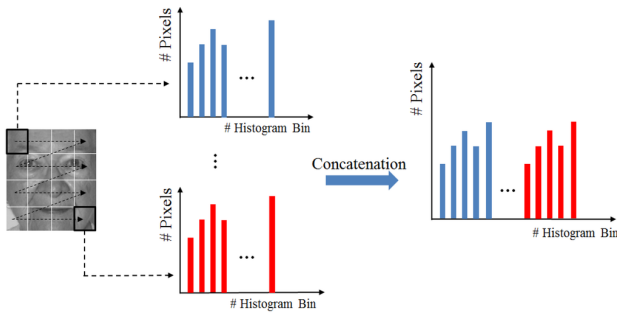 # Pixels
...
# Histogram Bin
...
# Pixels
...
# Histogram Bin
Concatenation
# Pixels
...
# Histogram Bin